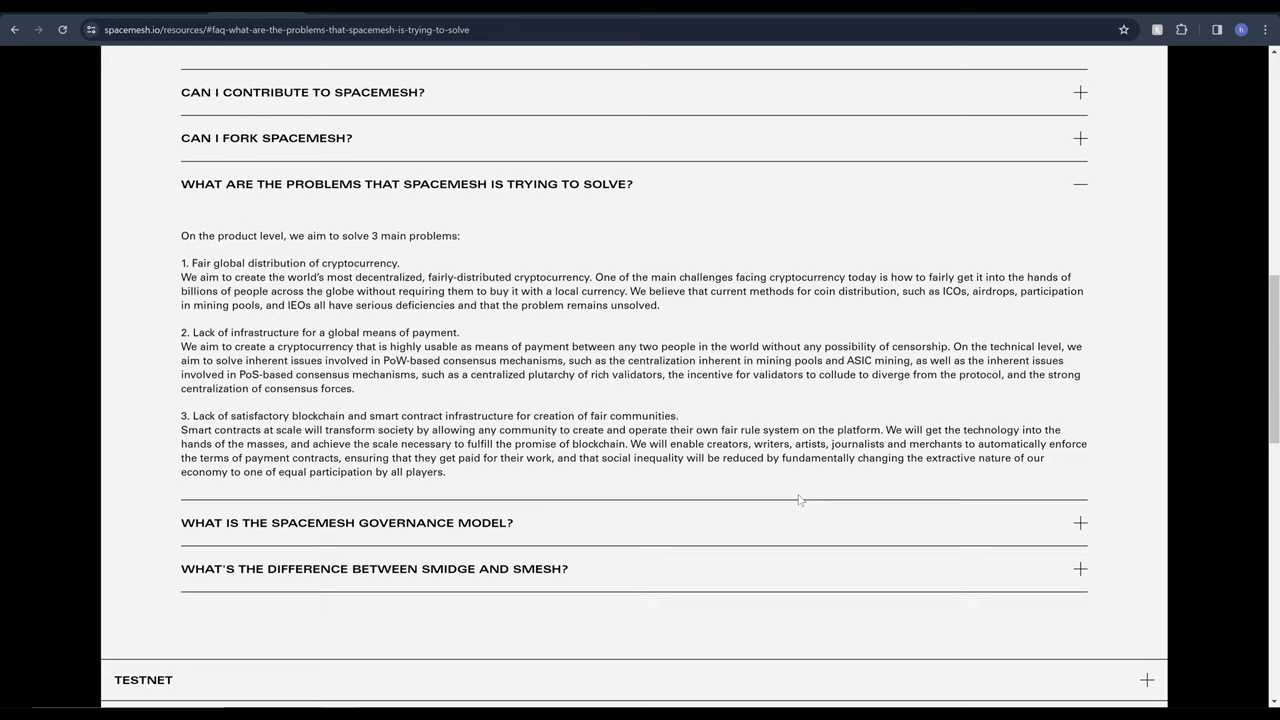 spacemesh.io/resources/#faq-what-are-the-problems-that-spacemesh-is-trying-to-solve
h
CAN I CONTRIBUTE TO SPACEMESH?
CAN I FORK SPACEMESH?
WHAT ARE THE PROBLEMS THAT SPACEMESH IS TRYING TO SOLVE?
On the product level, we aim to solve 3 main problems:
1. Fair global distribution of cryptocurrency.
We aim to create the world's most decentralized, fairly-distributed cryptocurrency. One of the main challenges facing cryptocurrency today is how to fairly get it into the hands of
billions of people across the globe without requiring them to buy it with a local currency. We believe that current methods for coin distribution, such as ICOs, airdrops, participation
in mining pools, and IEOs all have serious deficiencies and that the problem remains unsolved.
2. Lack of infrastructure for a global means of payment.
We aim to create a cryptocurrency that is highly usable as means of payment between any two people in the world without any possibility of censorship. On the technical level, we
aim to solve inherent issues involved in PoW-based consensus mechanisms, such as the centralization inherent in mining pools and ASIC mining, as well as the inherent issues
involved in PoS-based consensus mechanisms, such as a centralized plutarchy of rich validators, the incentive for validators to collude to diverge from the protocol, and the strong
centralization of consensus forces.
3. Lack of satisfactory blockchain and smart contract infrastructure for creation of fair communities.
Smart contracts at scale will transform society by allowing any community to create and operate their own fair rule system on the platform. We will get the technology into the
hands of the masses, and achieve the scale necessary to fulfill the promise of blockchain. We will enable creators, writers, artists, journalists and merchants to automatically enforce
the terms of payment contracts, ensuring that they get paid for their work, and that social inequality will be reduced by fundamentally changing the extractive nature of our
economy to one of equal participation by all players.
WHAT IS THE SPACEMESH GOVERNANCE MODEL?
WHAT'S THE DIFFERENCE BETWEEN SMIDGE AND SMESH?
TESTNET